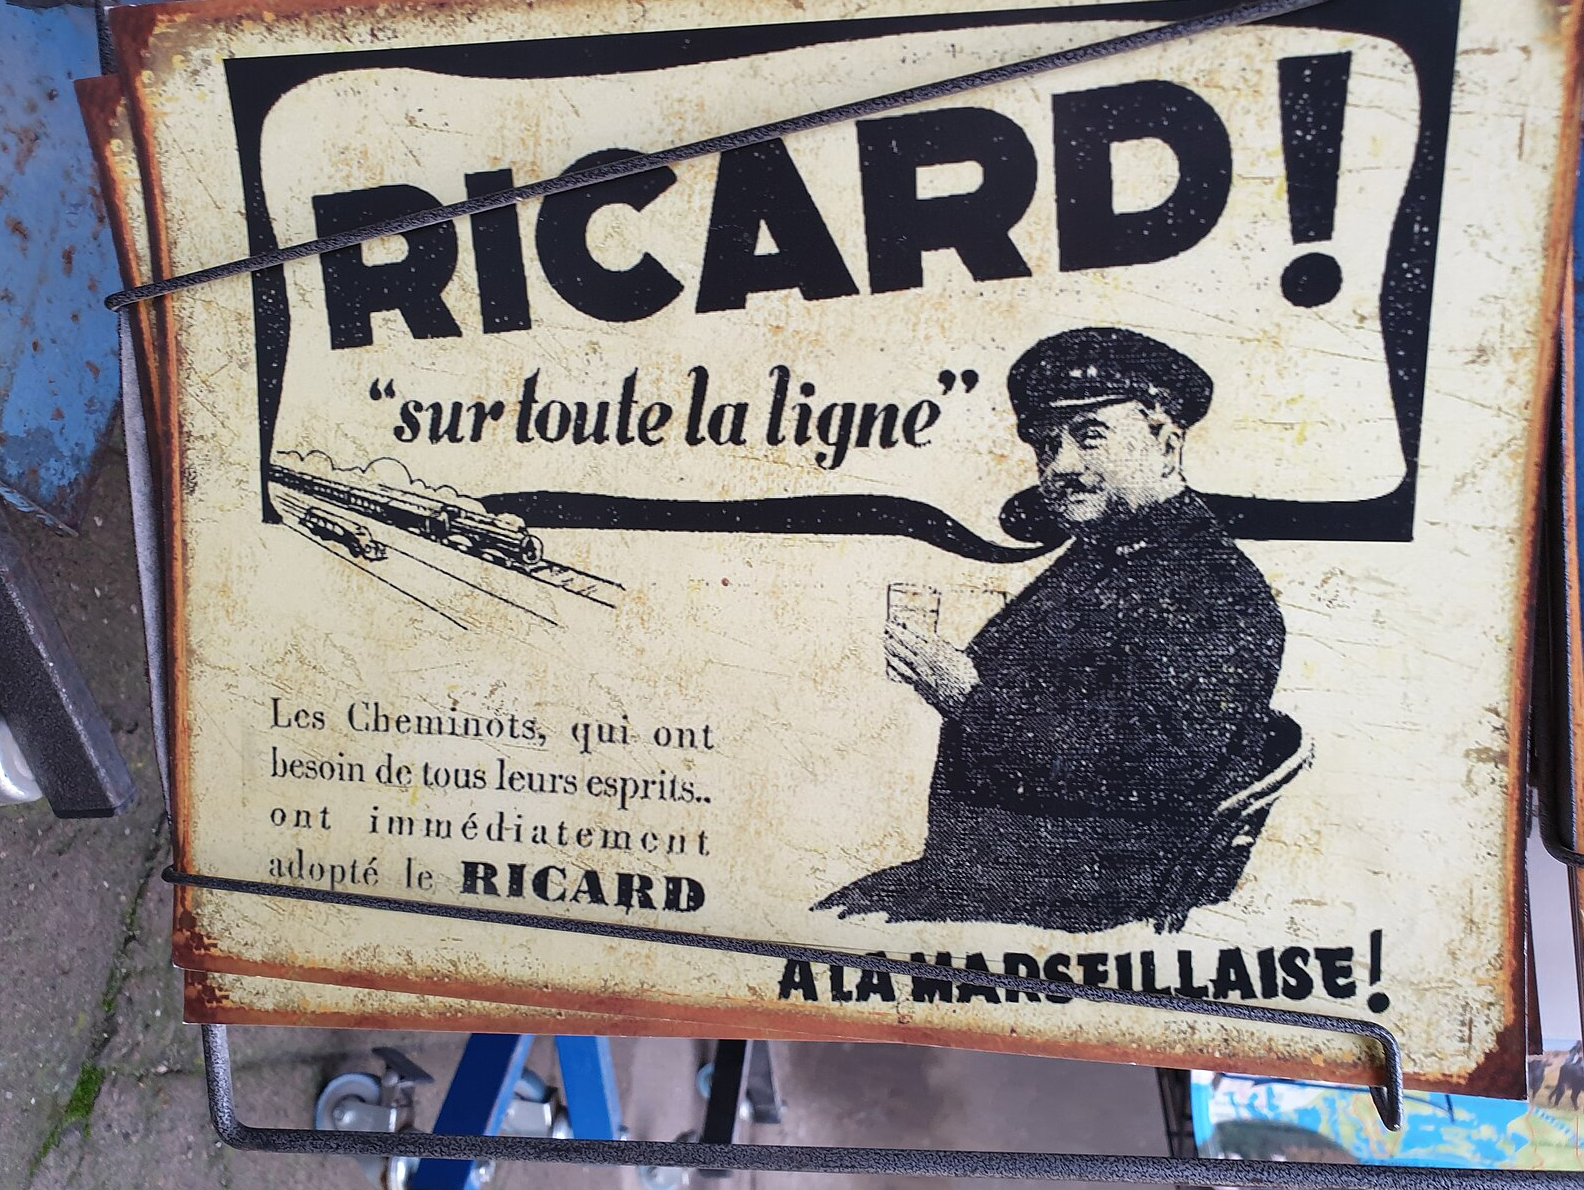 RICARD!
“sur toute la ligne”
Les Cheminots, qui ont
besoin de tous leurs esprits..
ont immédiatement
adopté le RICARD
A LA MARSEILLAISE!